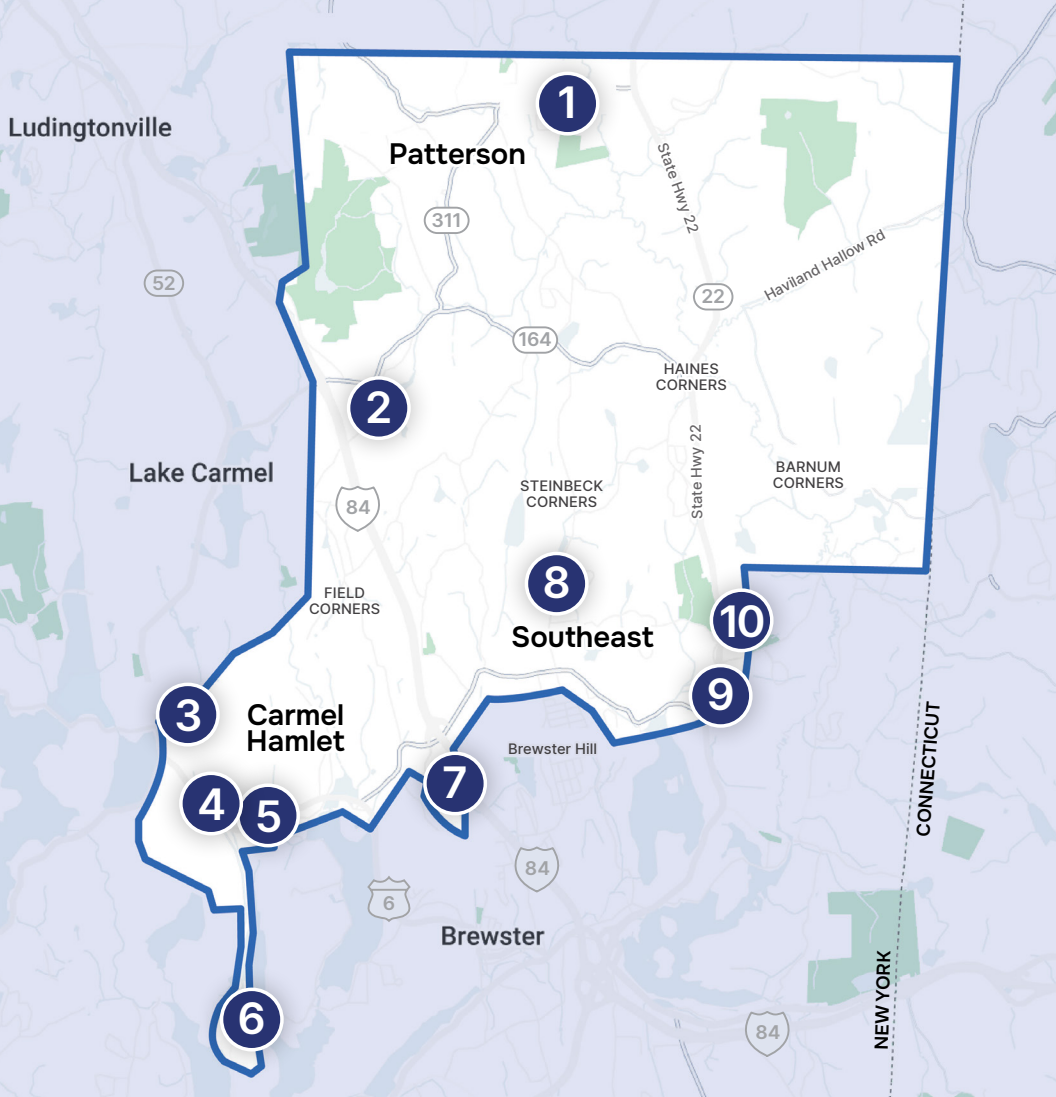 1
Ludingtonville
Patterson
State Hwy 22
311
Haviland Hallow Rd
52
22
164
HAINES
CORNERS
2
Lake Carmel
State Hwy 22
BARNUM
CORNERS
STEINBECK
CORNERS
84
8
FIELD
CORNERS
10
Southeast
9
3
Carmel
Hamlet
Brewster Hill
CONNECTICUT
7
4
5
84
6
Brewster
NEW YORK
6
84